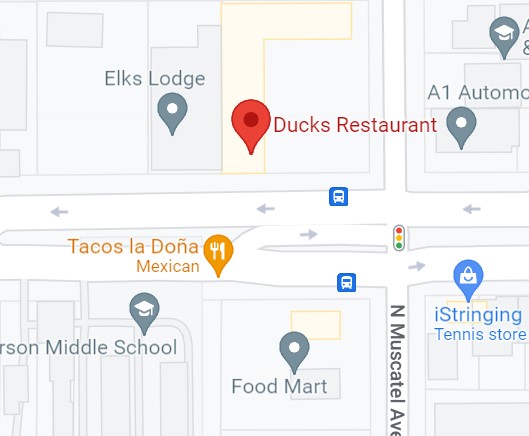 Elks Lodge
A1 Automo
Ducks Restaurant
Tacos la Doña
Mexican
iStringing
Tennis store
rson Middle School
Food Mart
N Muscatel Ave